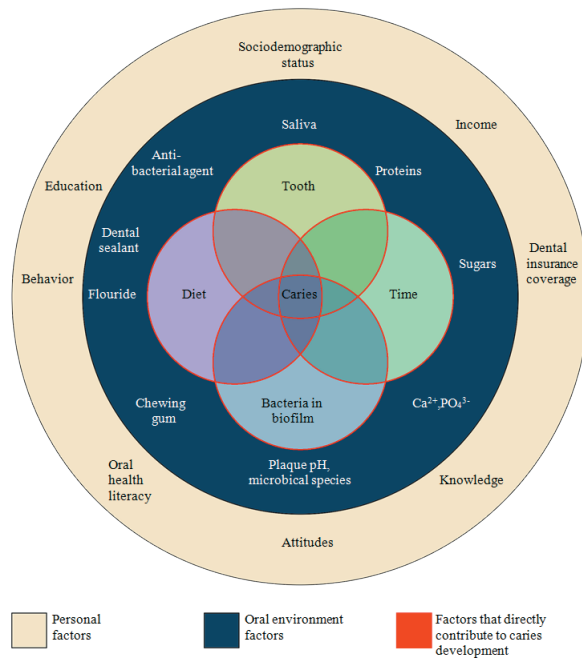 Sociodemographic
status
Saliva
Income
Anti-
bacterial agent
Proteins
Education
Tooth
Dental
sealant
Sugars
Dental
insurance
coverage
Behavior
Flouride
Diet
Caries
Time
Chewing
gum
Bacteria in
biofilm
Ca²⁺,PO₄³⁻
Oral
health
literacy
Plaque pH,
microbical species
Knowledge
Attitudes
Personal
factors
Oral environment
factors
Factors that directly
contribute to caries
development